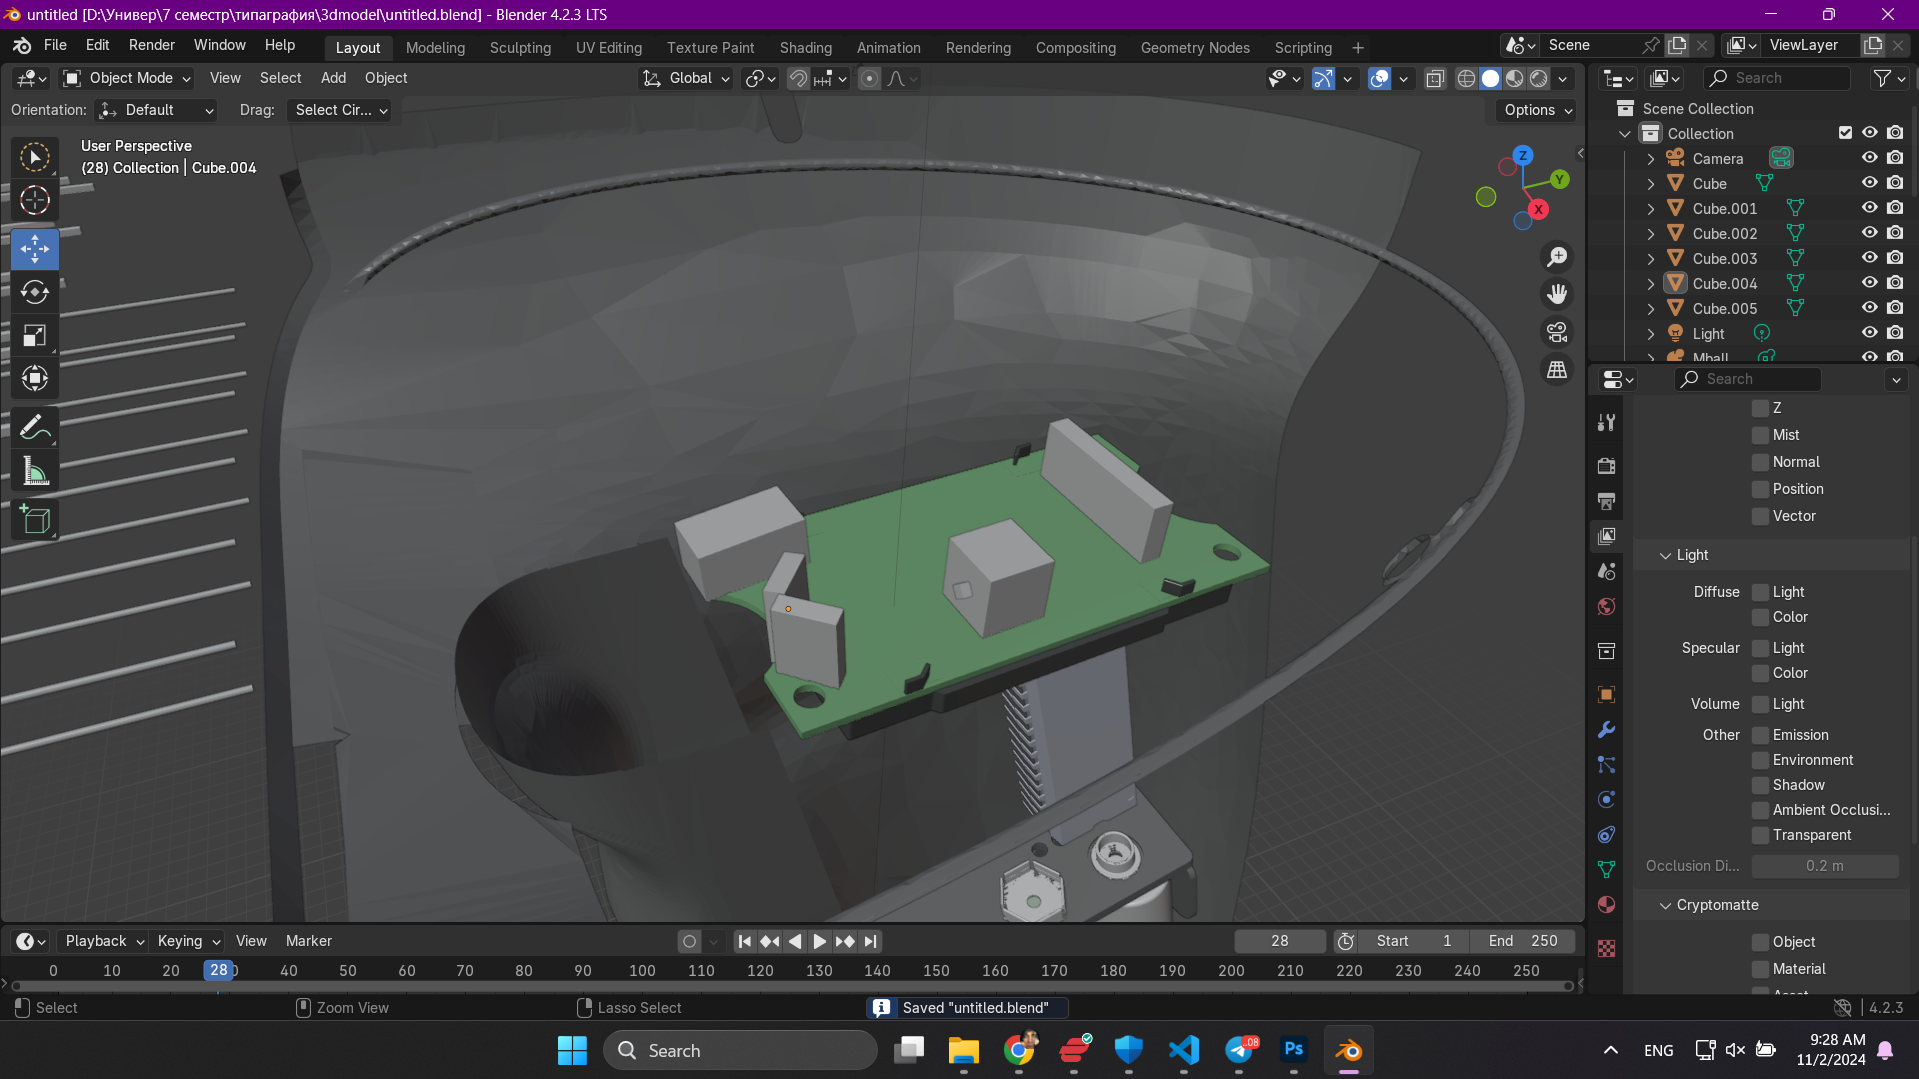 untitled [D:\Универ\7 семестр\типаграфия\3dmodel\untitled.blend] - Blender 4.2.3 LTS
File Edit Render Window Help Layout Modeling Sculpting UV Editing Texture Paint Shading Animation Rendering Compositing Geometry Nodes Scripting Scene ViewLayer
Object Mode View Select Add Object Global Search
Orientation: Default Drag: Select Cir... Options
User Perspective
(28) Collection | Cube.004
Z
Y
X
Scene Collection
Collection
Camera
Cube
Cube.001
Cube.002
Cube.003
Cube.004
Cube.005
Light
Mball
Search
Z
Mist
Normal
Position
Vector
Light
Diffuse Light
Color
Specular Light
Color
Volume Light
Other Emission
Environment
Shadow
Ambient Occlusi...
Transparent
Occlusion Di... 0.2 m
Cryptomatte
Object
Material
Asset
Playback Keying View Marker 28 Start 1 End 250
0 10 20 28 40 50 60 70 80 90 100 110 120 130 140 150 160 170 180 190 200 210 220 230 240 250
Select Zoom View Lasso Select Saved "untitled.blend" 4.2.3
Search .08 Ps ENG 9:28 AM
11/2/2024